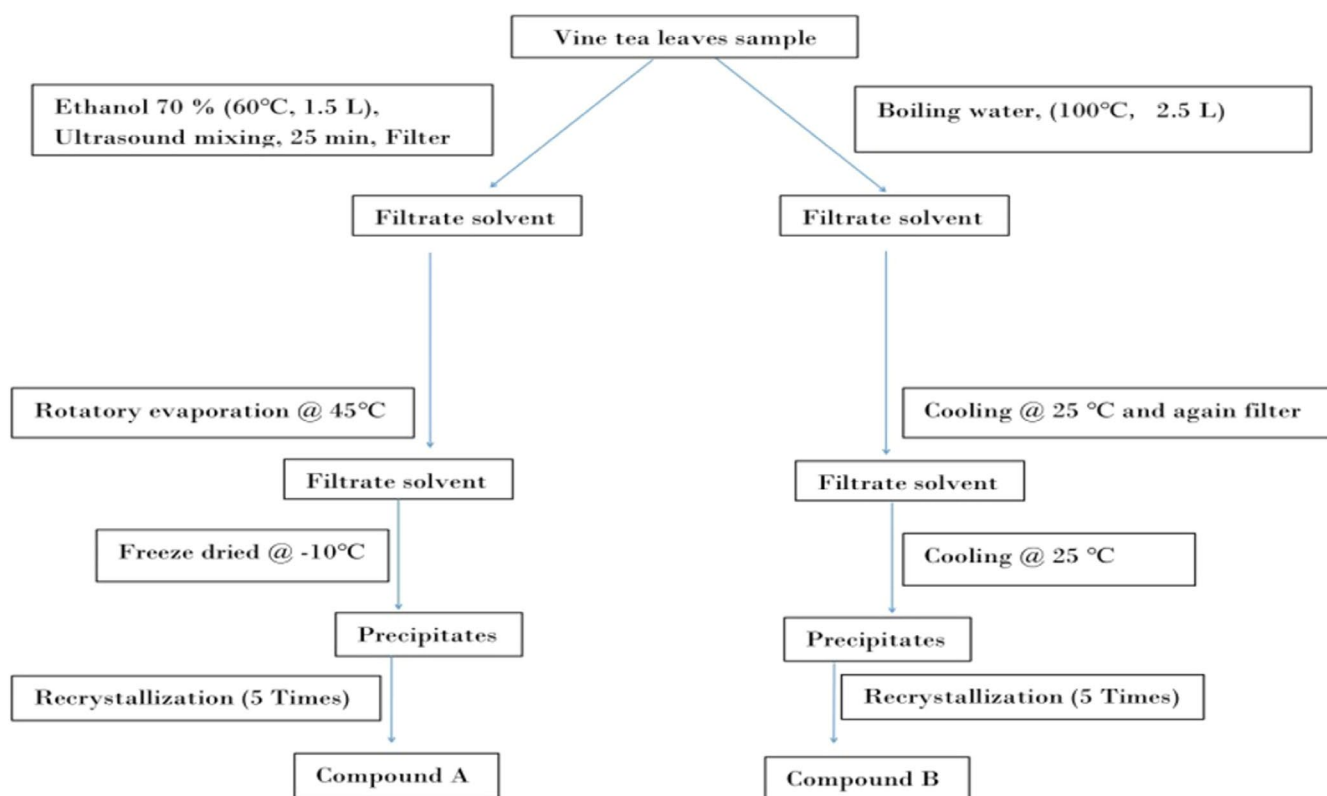 Vine tea leaves sample
Ethanol 70 % (60℃, 1.5 L),
Ultrasound mixing, 25 min, Filter
Boiling water, (100℃, 2.5 L)
Filtrate solvent
Filtrate solvent
Rotatory evaporation @ 45℃
Cooling @ 25 ℃ and again filter
Filtrate solvent
Filtrate solvent
Freeze dried @ -10℃
Cooling @ 25 ℃
Precipitates
Precipitates
Recrystallization (5 Times)
Recrystallization (5 Times)
Compound A
Compound B